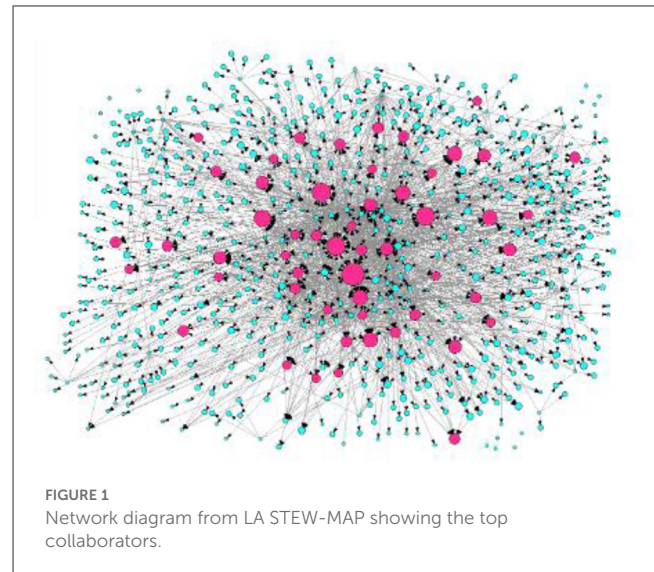 FIGURE 1
Network diagram from LA STEW-MAP showing the top
collaborators.